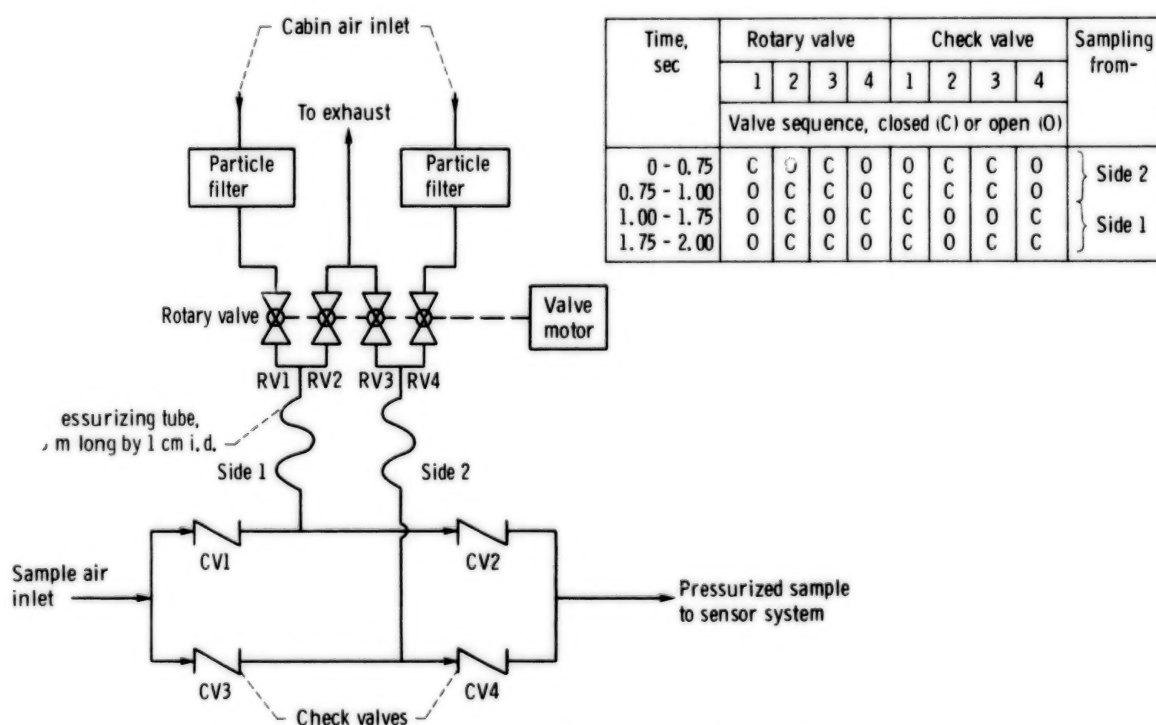 Cabin air inlet
To exhaust
Particle filter
Particle filter
Rotary valve
Valve motor
RV1 RV2 RV3 RV4
essurizing tube,
m long by 1 cm i.d.
Side 1
Side 2
CV1
CV2
Sample air inlet
Pressurized sample to sensor system
CV3
CV4
Check valves
Time, sec Rotary valve Check valve Sampling from-
1 2 3 4 1 2 3 4
Valve sequence, closed (C) or open (O)
0 - 0.75 C O C O O C C O
0.75 - 1.00 O C C O C C C O
Side 2
1.00 - 1.75 O C O C C O O C
1.75 - 2.00 O C C O C O C C
Side 1